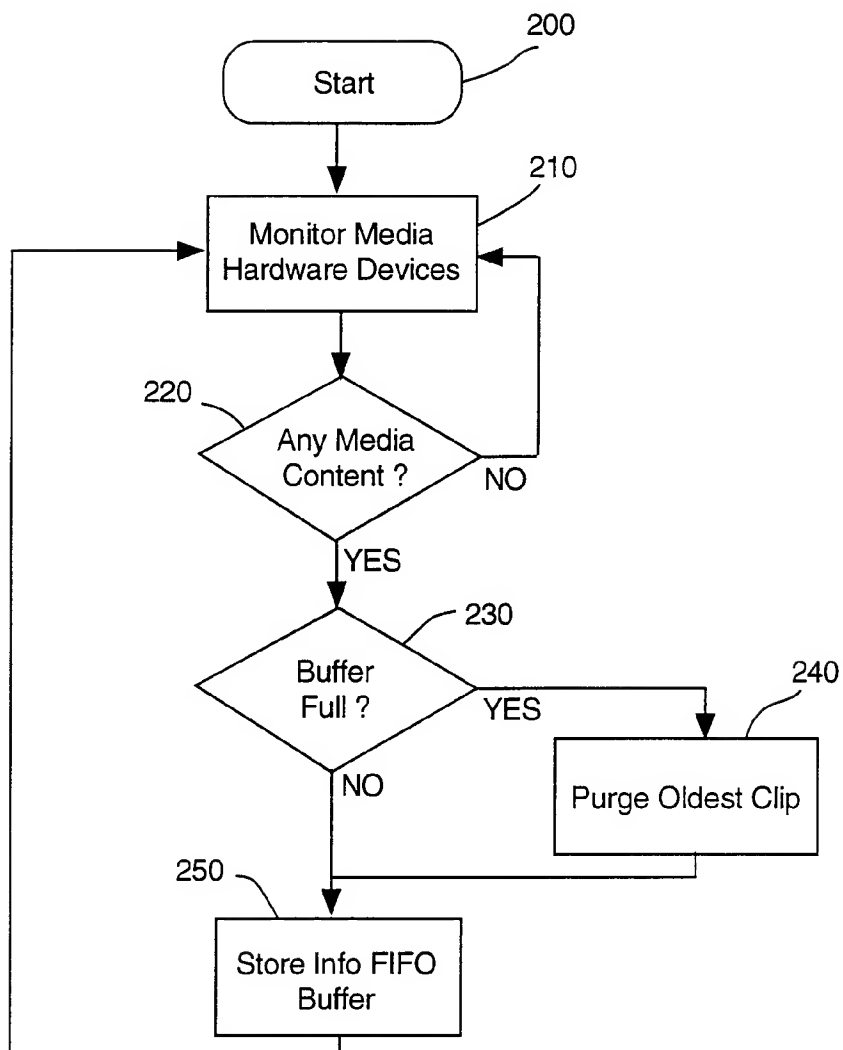 200
Start
210
Monitor Media
Hardware Devices
220
Any Media
Content ?
NO
YES
230
Buffer
Full ?
YES
240
NO
Purge Oldest Clip
250
Store Info FIFO
Buffer